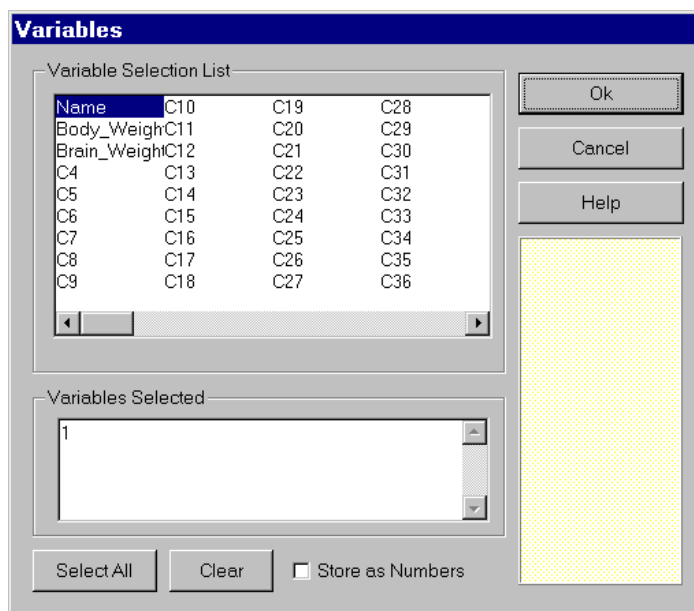 Variables
Variable Selection List
Name C10 C19 C28
Body_Weigh C11 C20 C29
Brain_Weight C12 C21 C30
C4 C13 C22 C31
C5 C14 C23 C32
C6 C15 C24 C33
C7 C16 C25 C34
C8 C17 C26 C35
C9 C18 C27 C36
Ok
Cancel
Help
Variables Selected
1
Select All Clear Store as Numbers